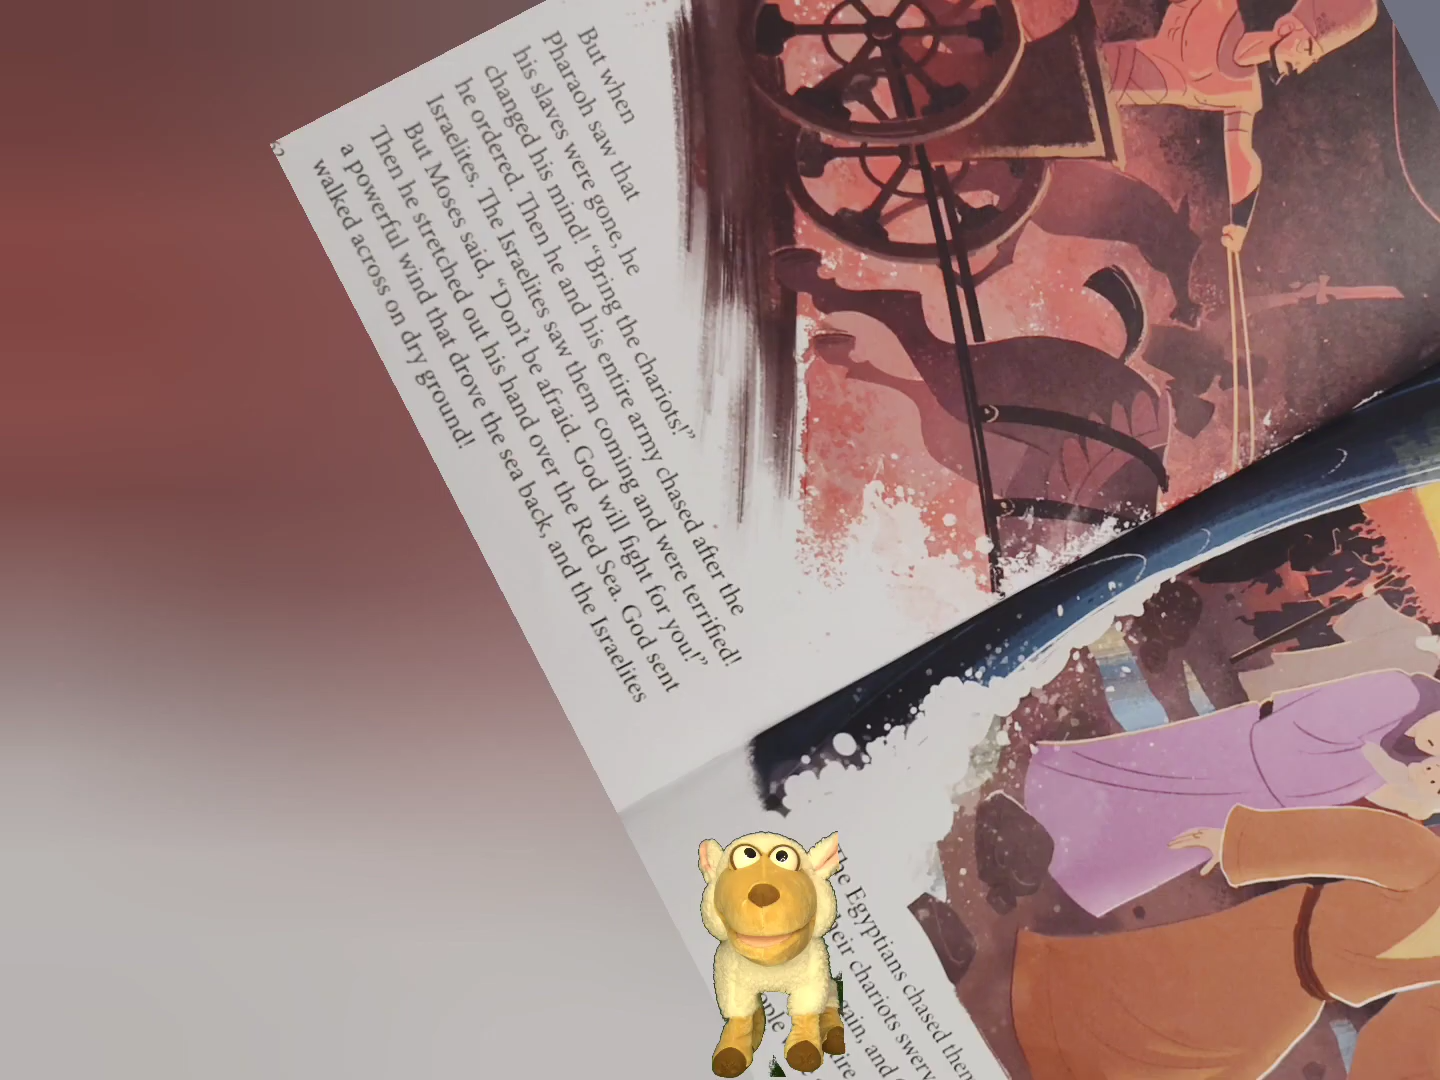 But when
Pharaoh saw that
his slaves were gone, he
changed his mind! “Bring the chariots!”
he ordered. Then he and his entire army chased after the
Israelites. The Israelites saw them coming and were terrified!
But Moses said, “Don’t be afraid. God will fight for you!”
Then he stretched out his hand over the Red Sea. God sent
a powerful wind that drove the sea back, and the Israelites
walked across on dry ground!
The Egyptians chased
chariots
and